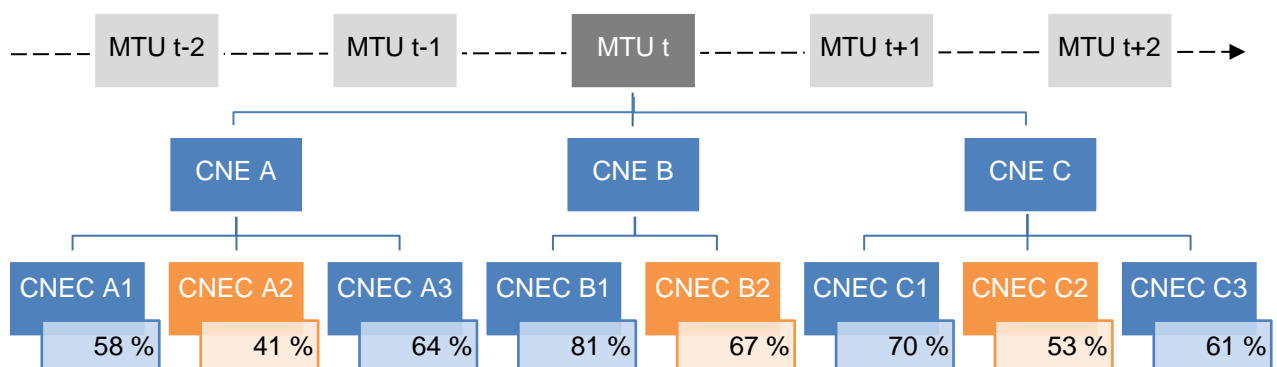 MTU t-2 MTU t-1 MTU t MTU t+1 MTU t+2
CNE A CNE B CNE C
CNEC A1 CNEC A2 CNEC A3 CNEC B1 CNEC B2 CNEC C1 CNEC C2 CNEC C3
58 % 41 % 64 % 81 % 67 % 70 % 53 % 61 %